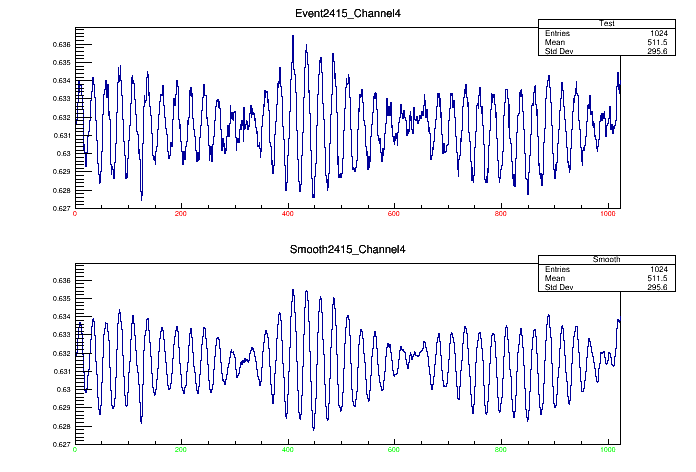 Event2415_Channel4
Test
Entries 1024
Mean 511.5
Std Dev 295.6
0.636
0.635
0.634
0.633
0.632
0.631
0.63
0.629
0.628
0.627
0 200 400 600 800 1000
Smooth2415_Channel4
Smooth
Entries 1024
Mean 511.5
Std Dev 295.6
0.636
0.635
0.634
0.633
0.632
0.631
0.63
0.629
0.628
0.627
0 200 400 600 800 1000